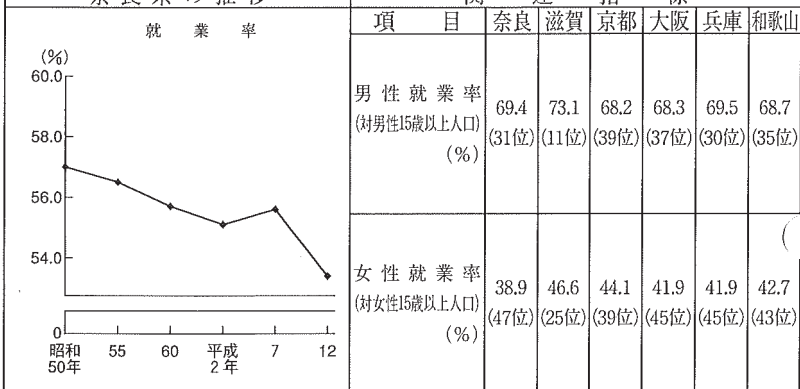 奈良県の推移
関連指標
就業率
(%)
60.0
58.0
56.0
54.0
0
昭和50年
55
60
平成2年
7
12
項目 奈良 滋賀 京都 大阪 兵庫 和歌山
男性就業率
(対男性15歳以上人口)
(%)
69.4 73.1 68.2 68.3 69.5 68.7
(31位) (11位) (39位) (37位) (30位) (35位)
女性就業率
(対女性15歳以上人口)
(%)
38.9 46.6 44.1 41.9 41.9 42.7
(47位) (25位) (39位) (45位) (45位) (43位)